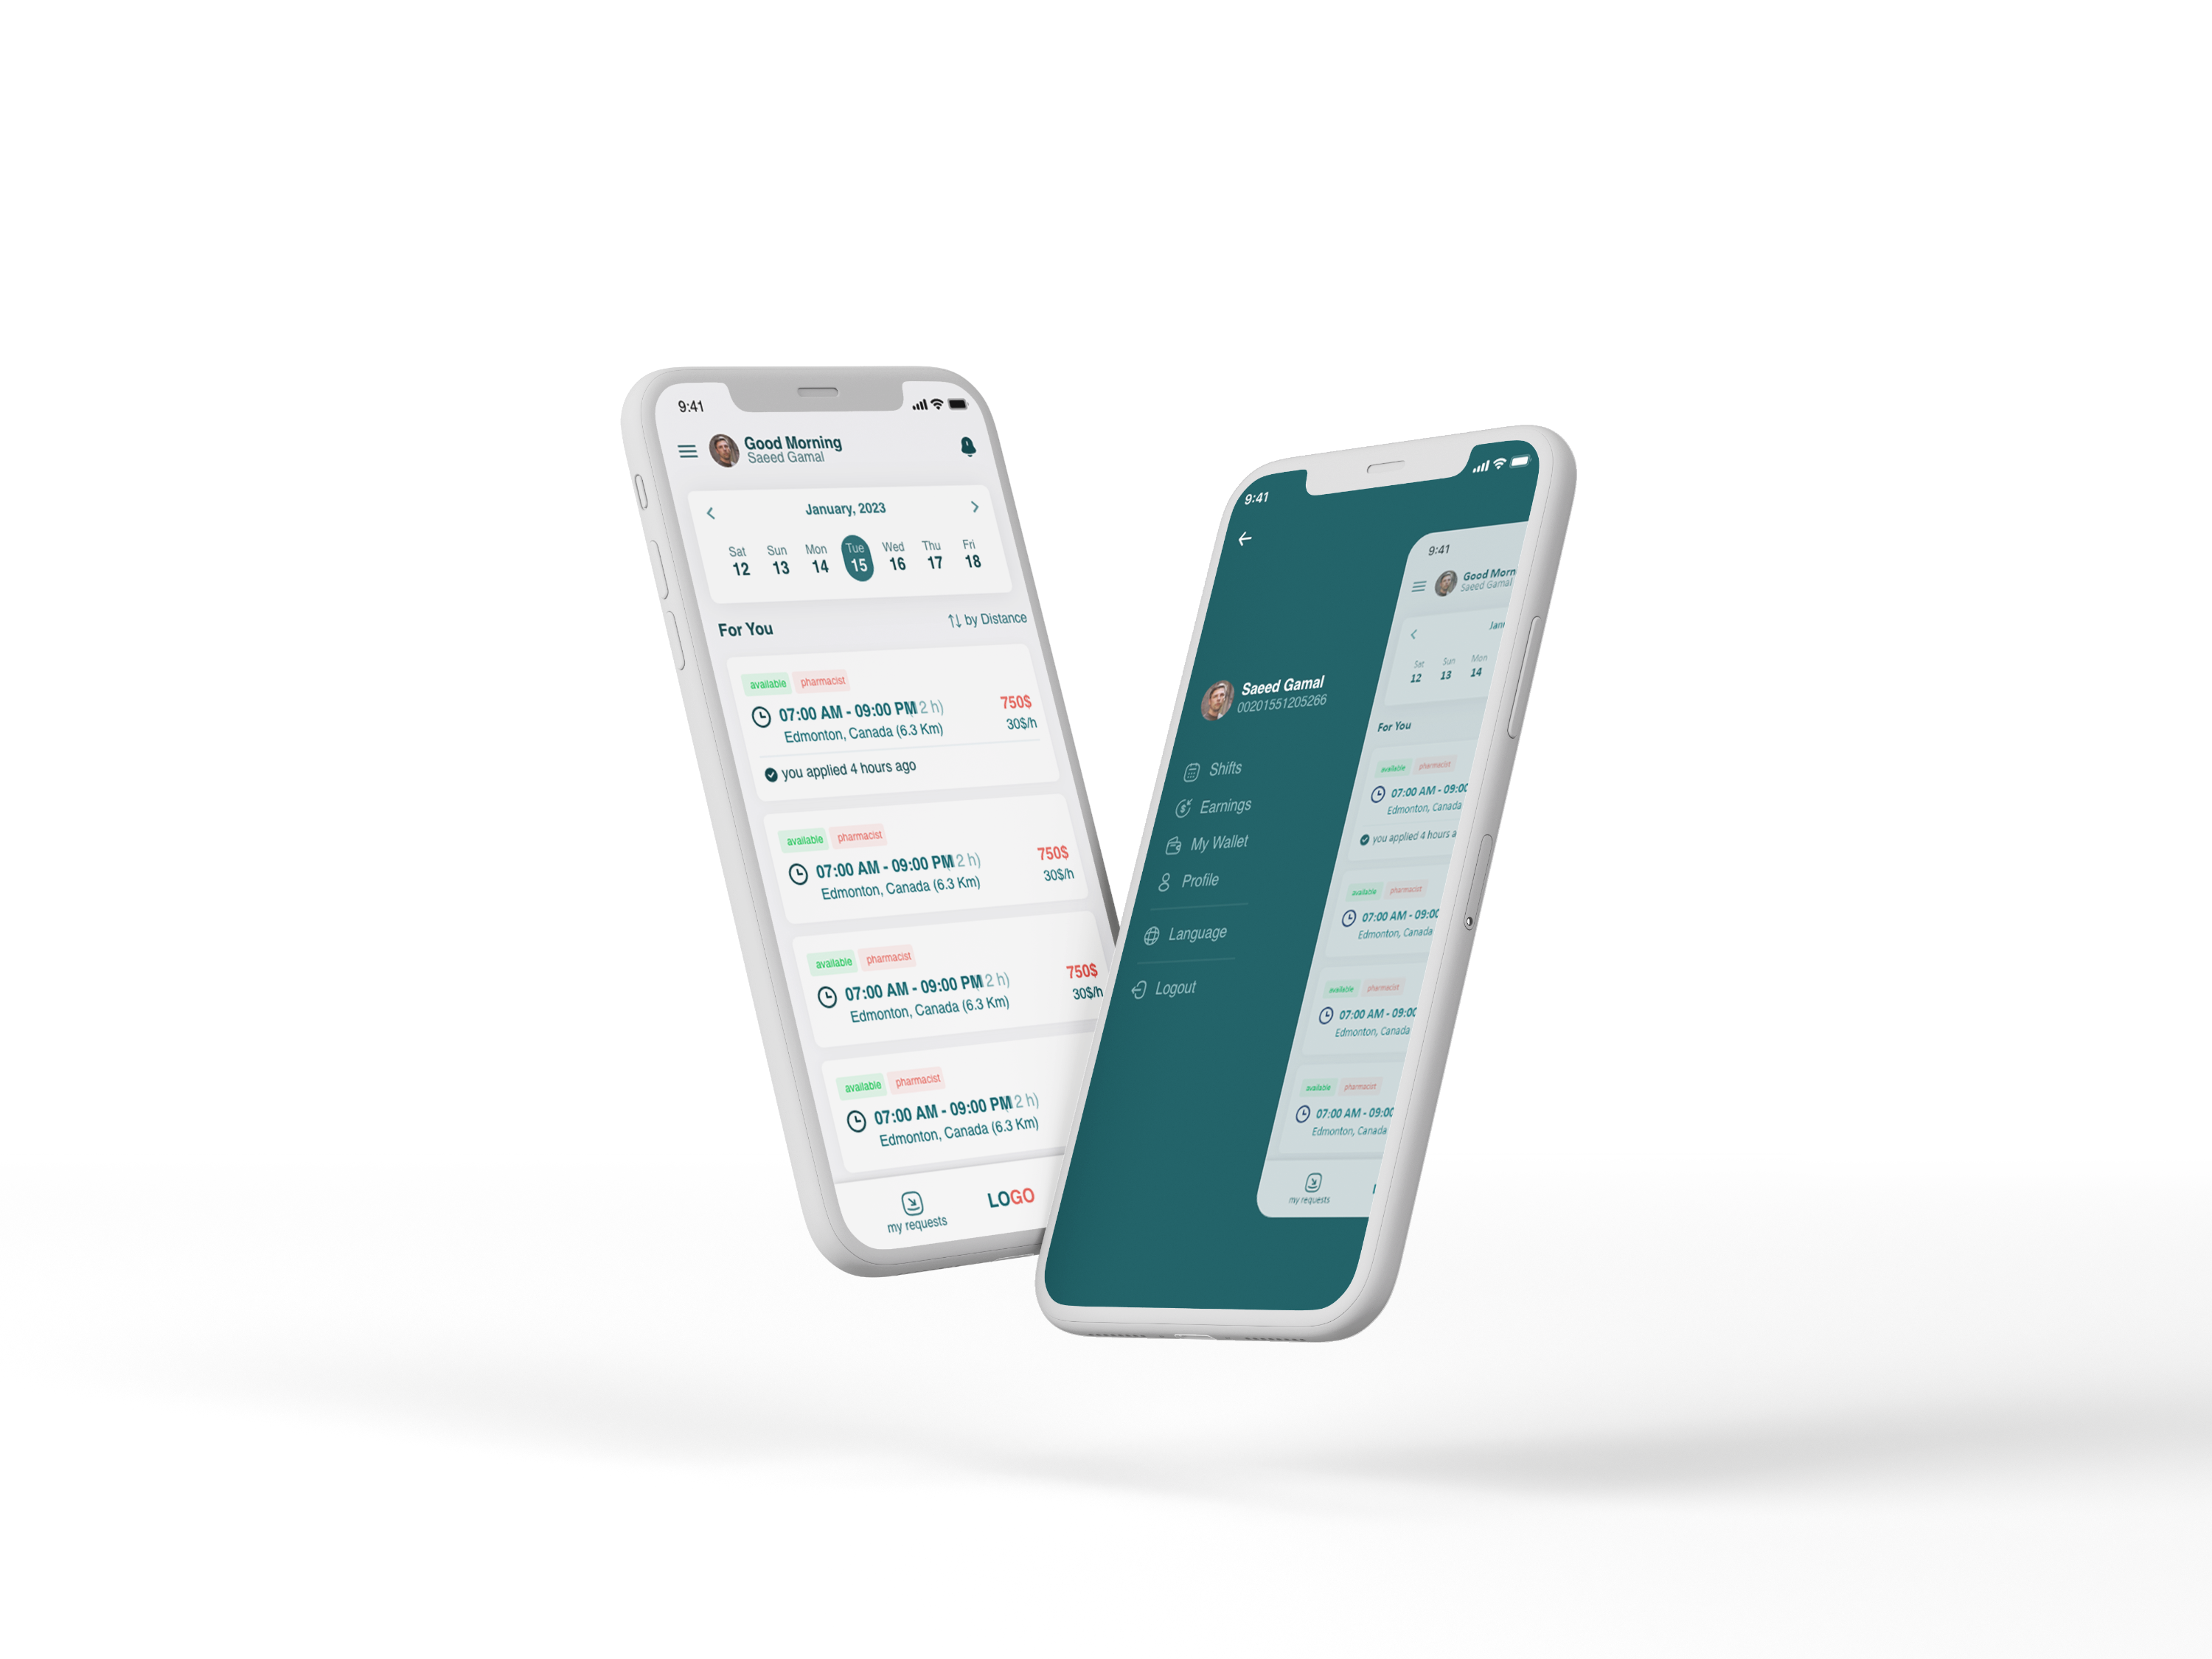 9:41
Good Morning
Saeed Gamal
January, 2023
Sat Sun Mon Tue Wed Thu Fri
12 13 14 15 16 17 18
For You
by Distance
available pharmacist
07:00 AM - 09:00 PM 2 h)
750$
Edmonton, Canada (6.3 Km)
30$/h
you applied 4 hours ago
available pharmacist
07:00 AM - 09:00 PM 2 h)
750$
Edmonton, Canada (6.3 Km)
30$/h
available pharmacist
07:00 AM - 09:00 PM 2 h)
750$
Edmonton, Canada (6.3 Km)
30$/h
available pharmacist
07:00 AM - 09:00 PM 2 h)
Edmonton, Canada (6.3 Km)
my requests
LOGO
9:41
Saeed Gamal
00201551205266
Shifts
Earnings
My Wallet
Profile
Language
Logout
9:41
Good Morn
Saeed Gamal
Jan
Sat Sun Mon
12 13 14
For You
available pharmacist
07:00 AM - 09:00
Edmonton, Canada
you applied 4 hours a
available pharmacist
07:00 AM - 09:00
Edmonton, Canada
available pharmacist
07:00 AM - 09:00
Edmonton, Canada
available pharmacist
07:00 AM - 09:00
Edmonton, Canada
my requests